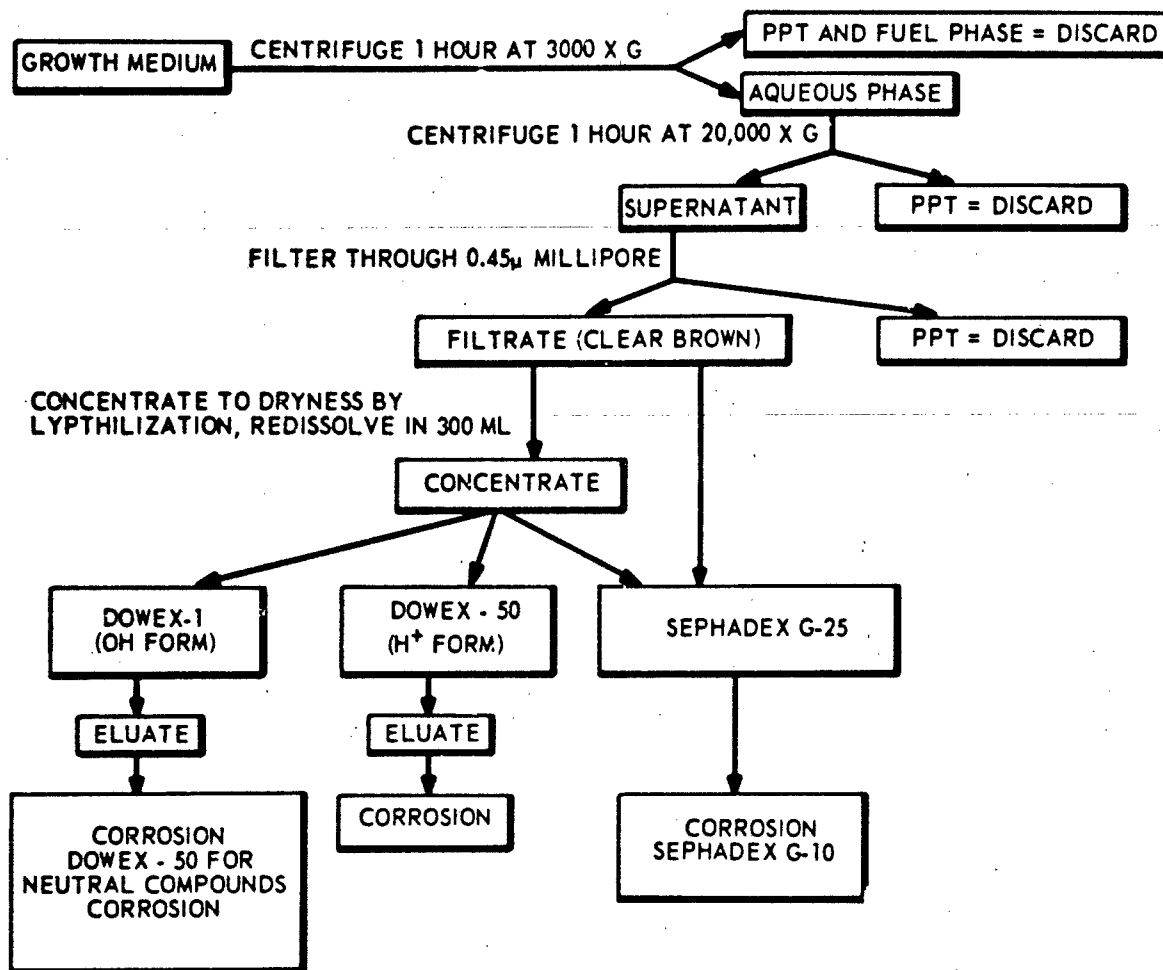 GROWTH MEDIUM
CENTRIFUGE 1 HOUR AT 3000 X G
PPT AND FUEL PHASE = DISCARD
AQUEOUS PHASE
CENTRIFUGE 1 HOUR AT 20,000 X G
SUPERNATANT
PPT = DISCARD
FILTER THROUGH 0.45μ MILLIPORE
FILTRATE (CLEAR BROWN)
PPT = DISCARD
CONCENTRATE TO DRYNESS BY
LYPTHILIZATION, REDISSOLVE IN 300 ML
CONCENTRATE
DOWEX-1
(OH FORM)
DOWEX - 50
(H⁺ FORM)
SEPHADEX G-25
ELUATE
ELUATE
CORROSION
DOWEX - 50 FOR
NEUTRAL COMPOUNDS
CORROSION
CORROSION
CORROSION
SEPHADEX G-10